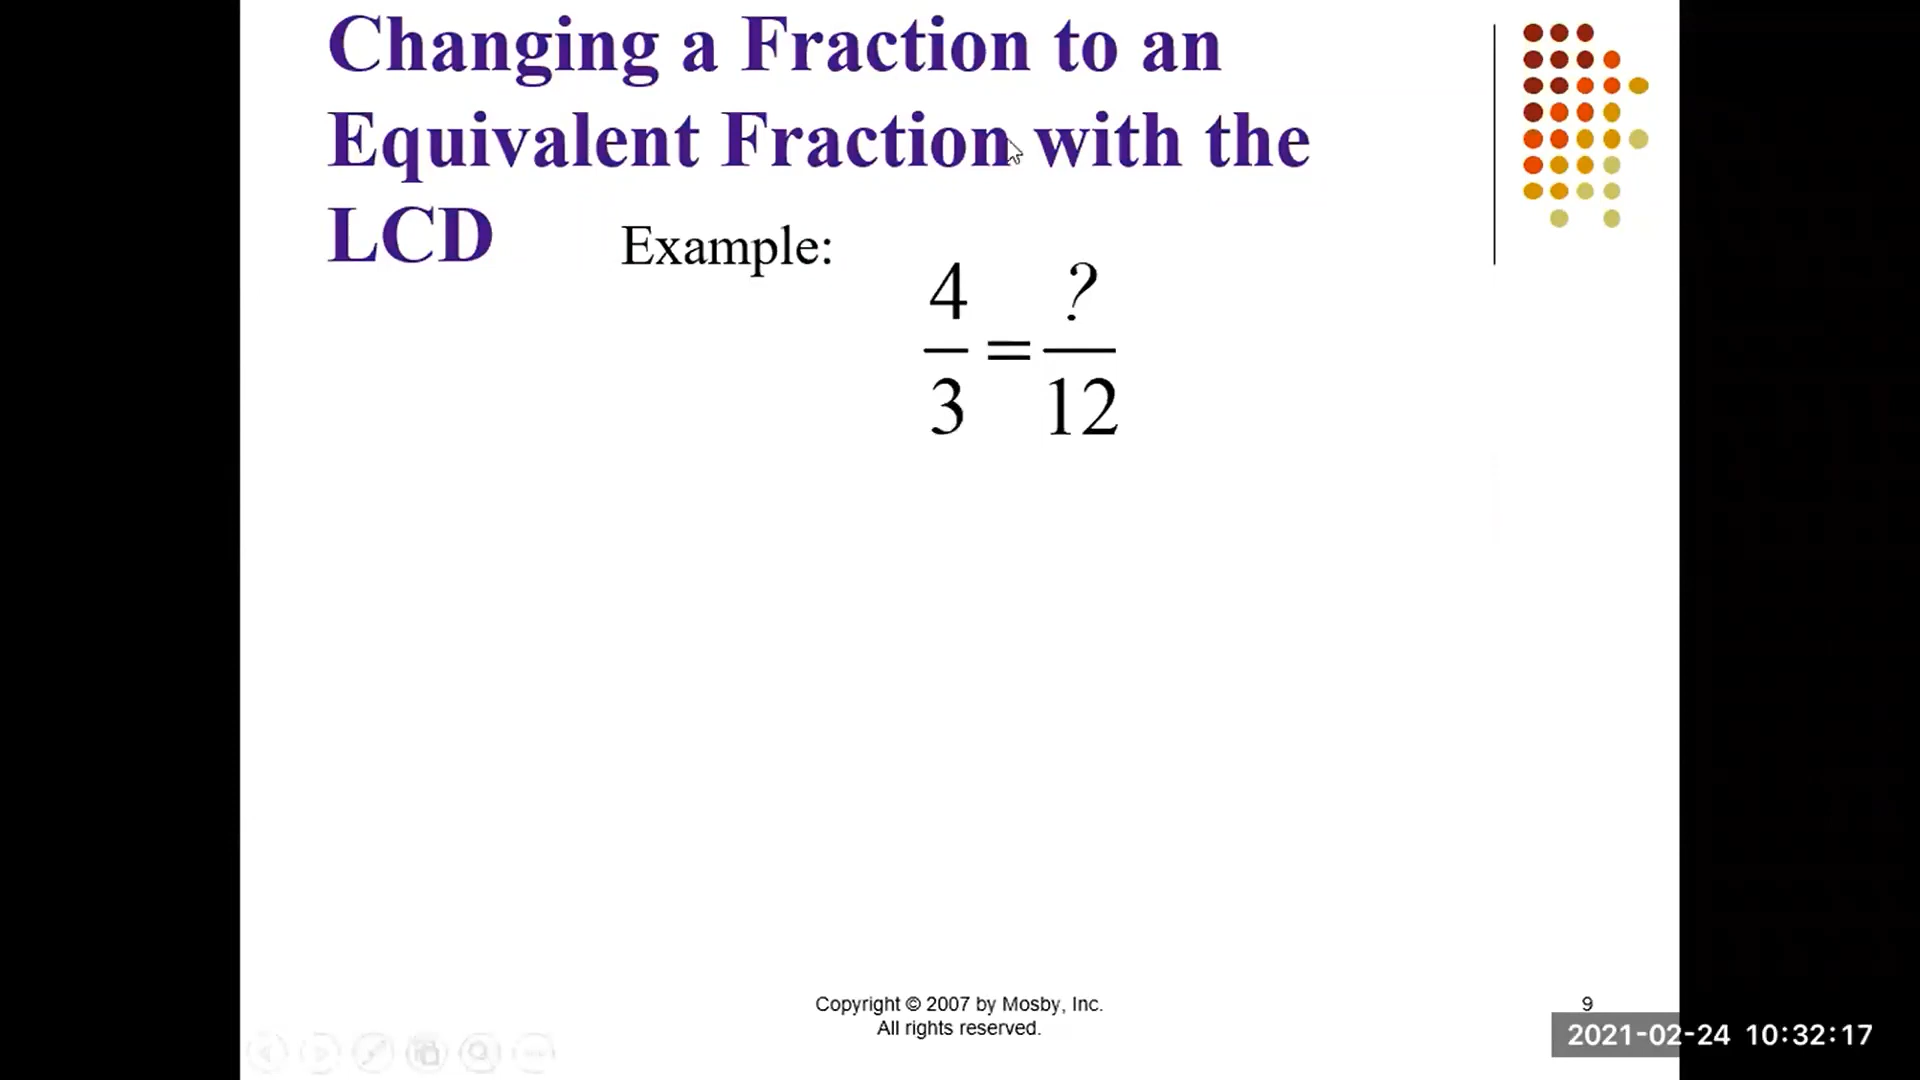 Changing a Fraction to an
Equivalent Fraction with the
LCD
Example:
4/3 = ?/12
Copyright © 2007 by Mosby, Inc.
All rights reserved.
9
2021-02-24 10:32:17